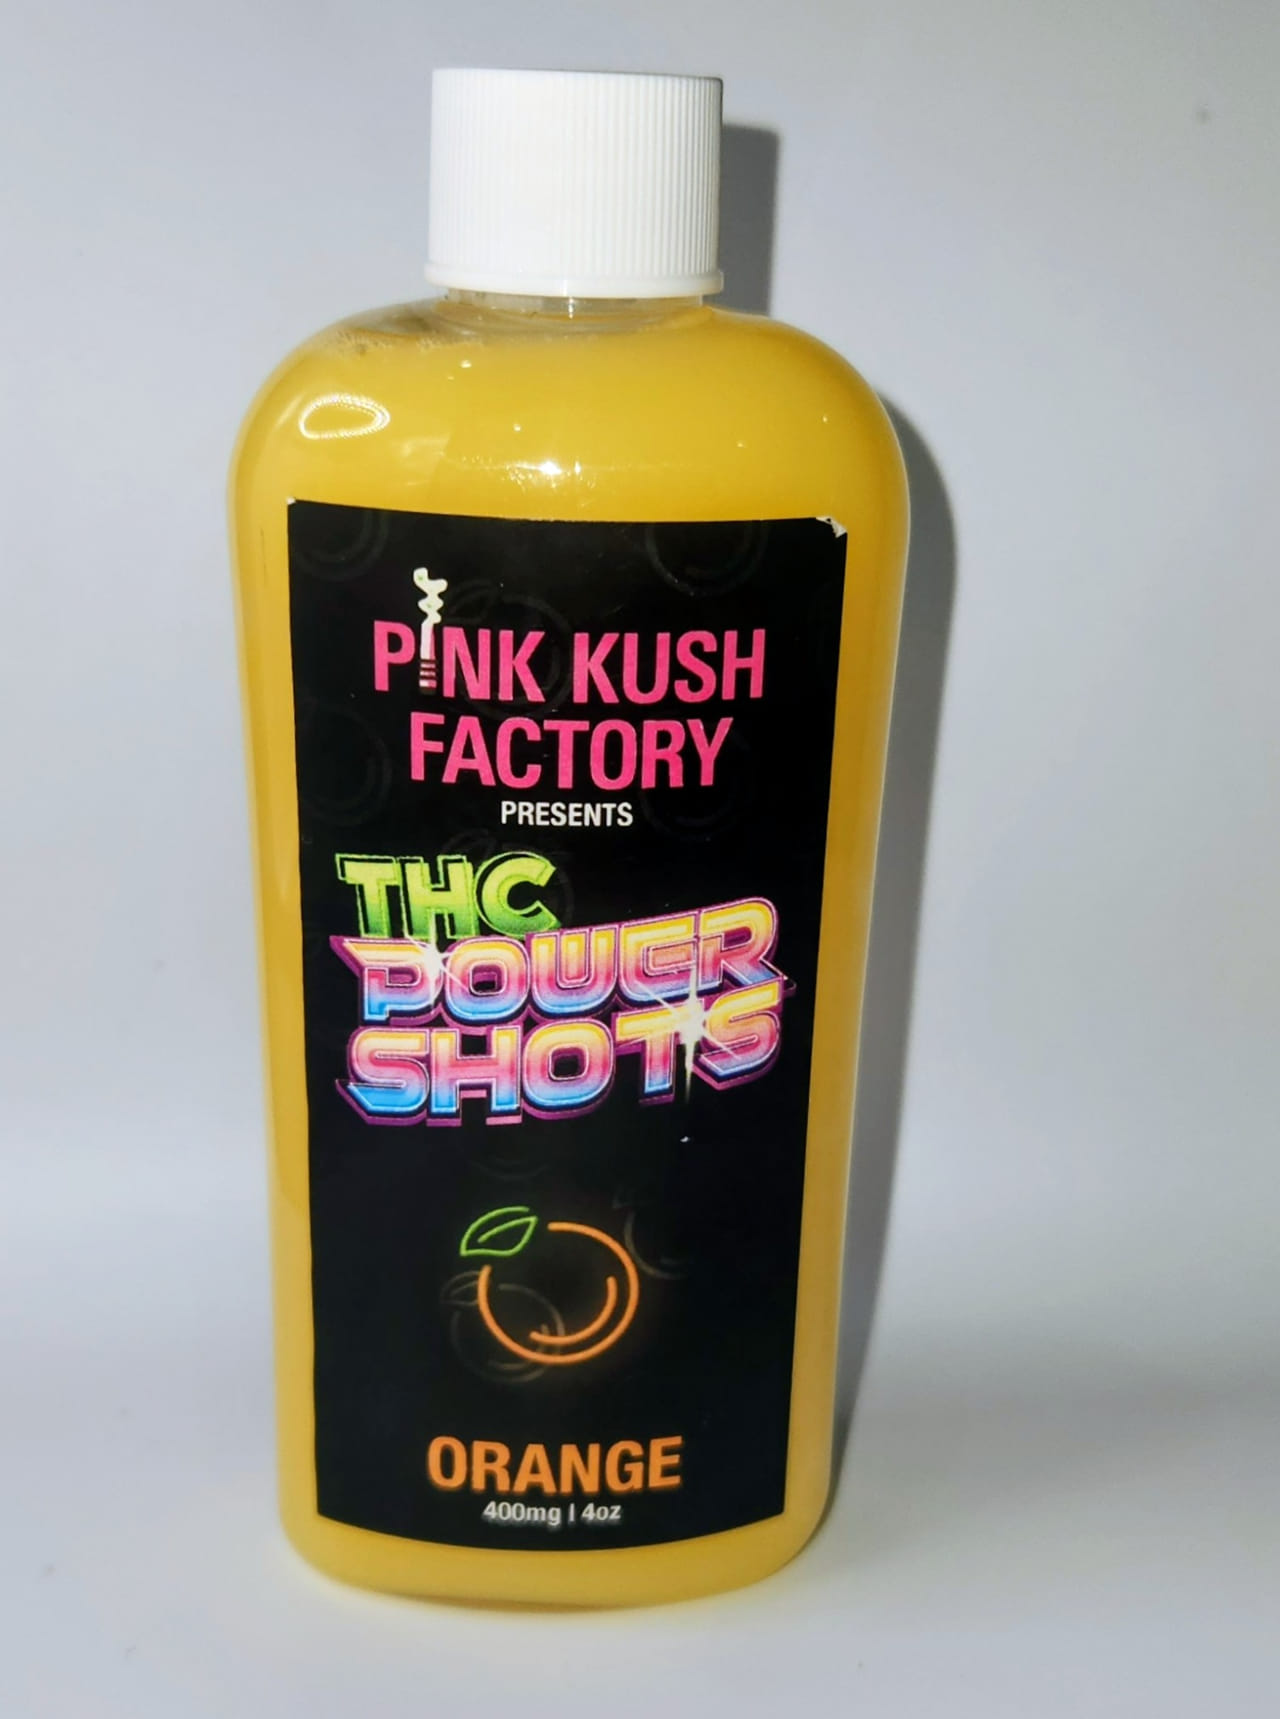 PINK KUSH
FACTORY
PRESENTS
THC
POWER
SHOTS
ORANGE
400mg | 4oz